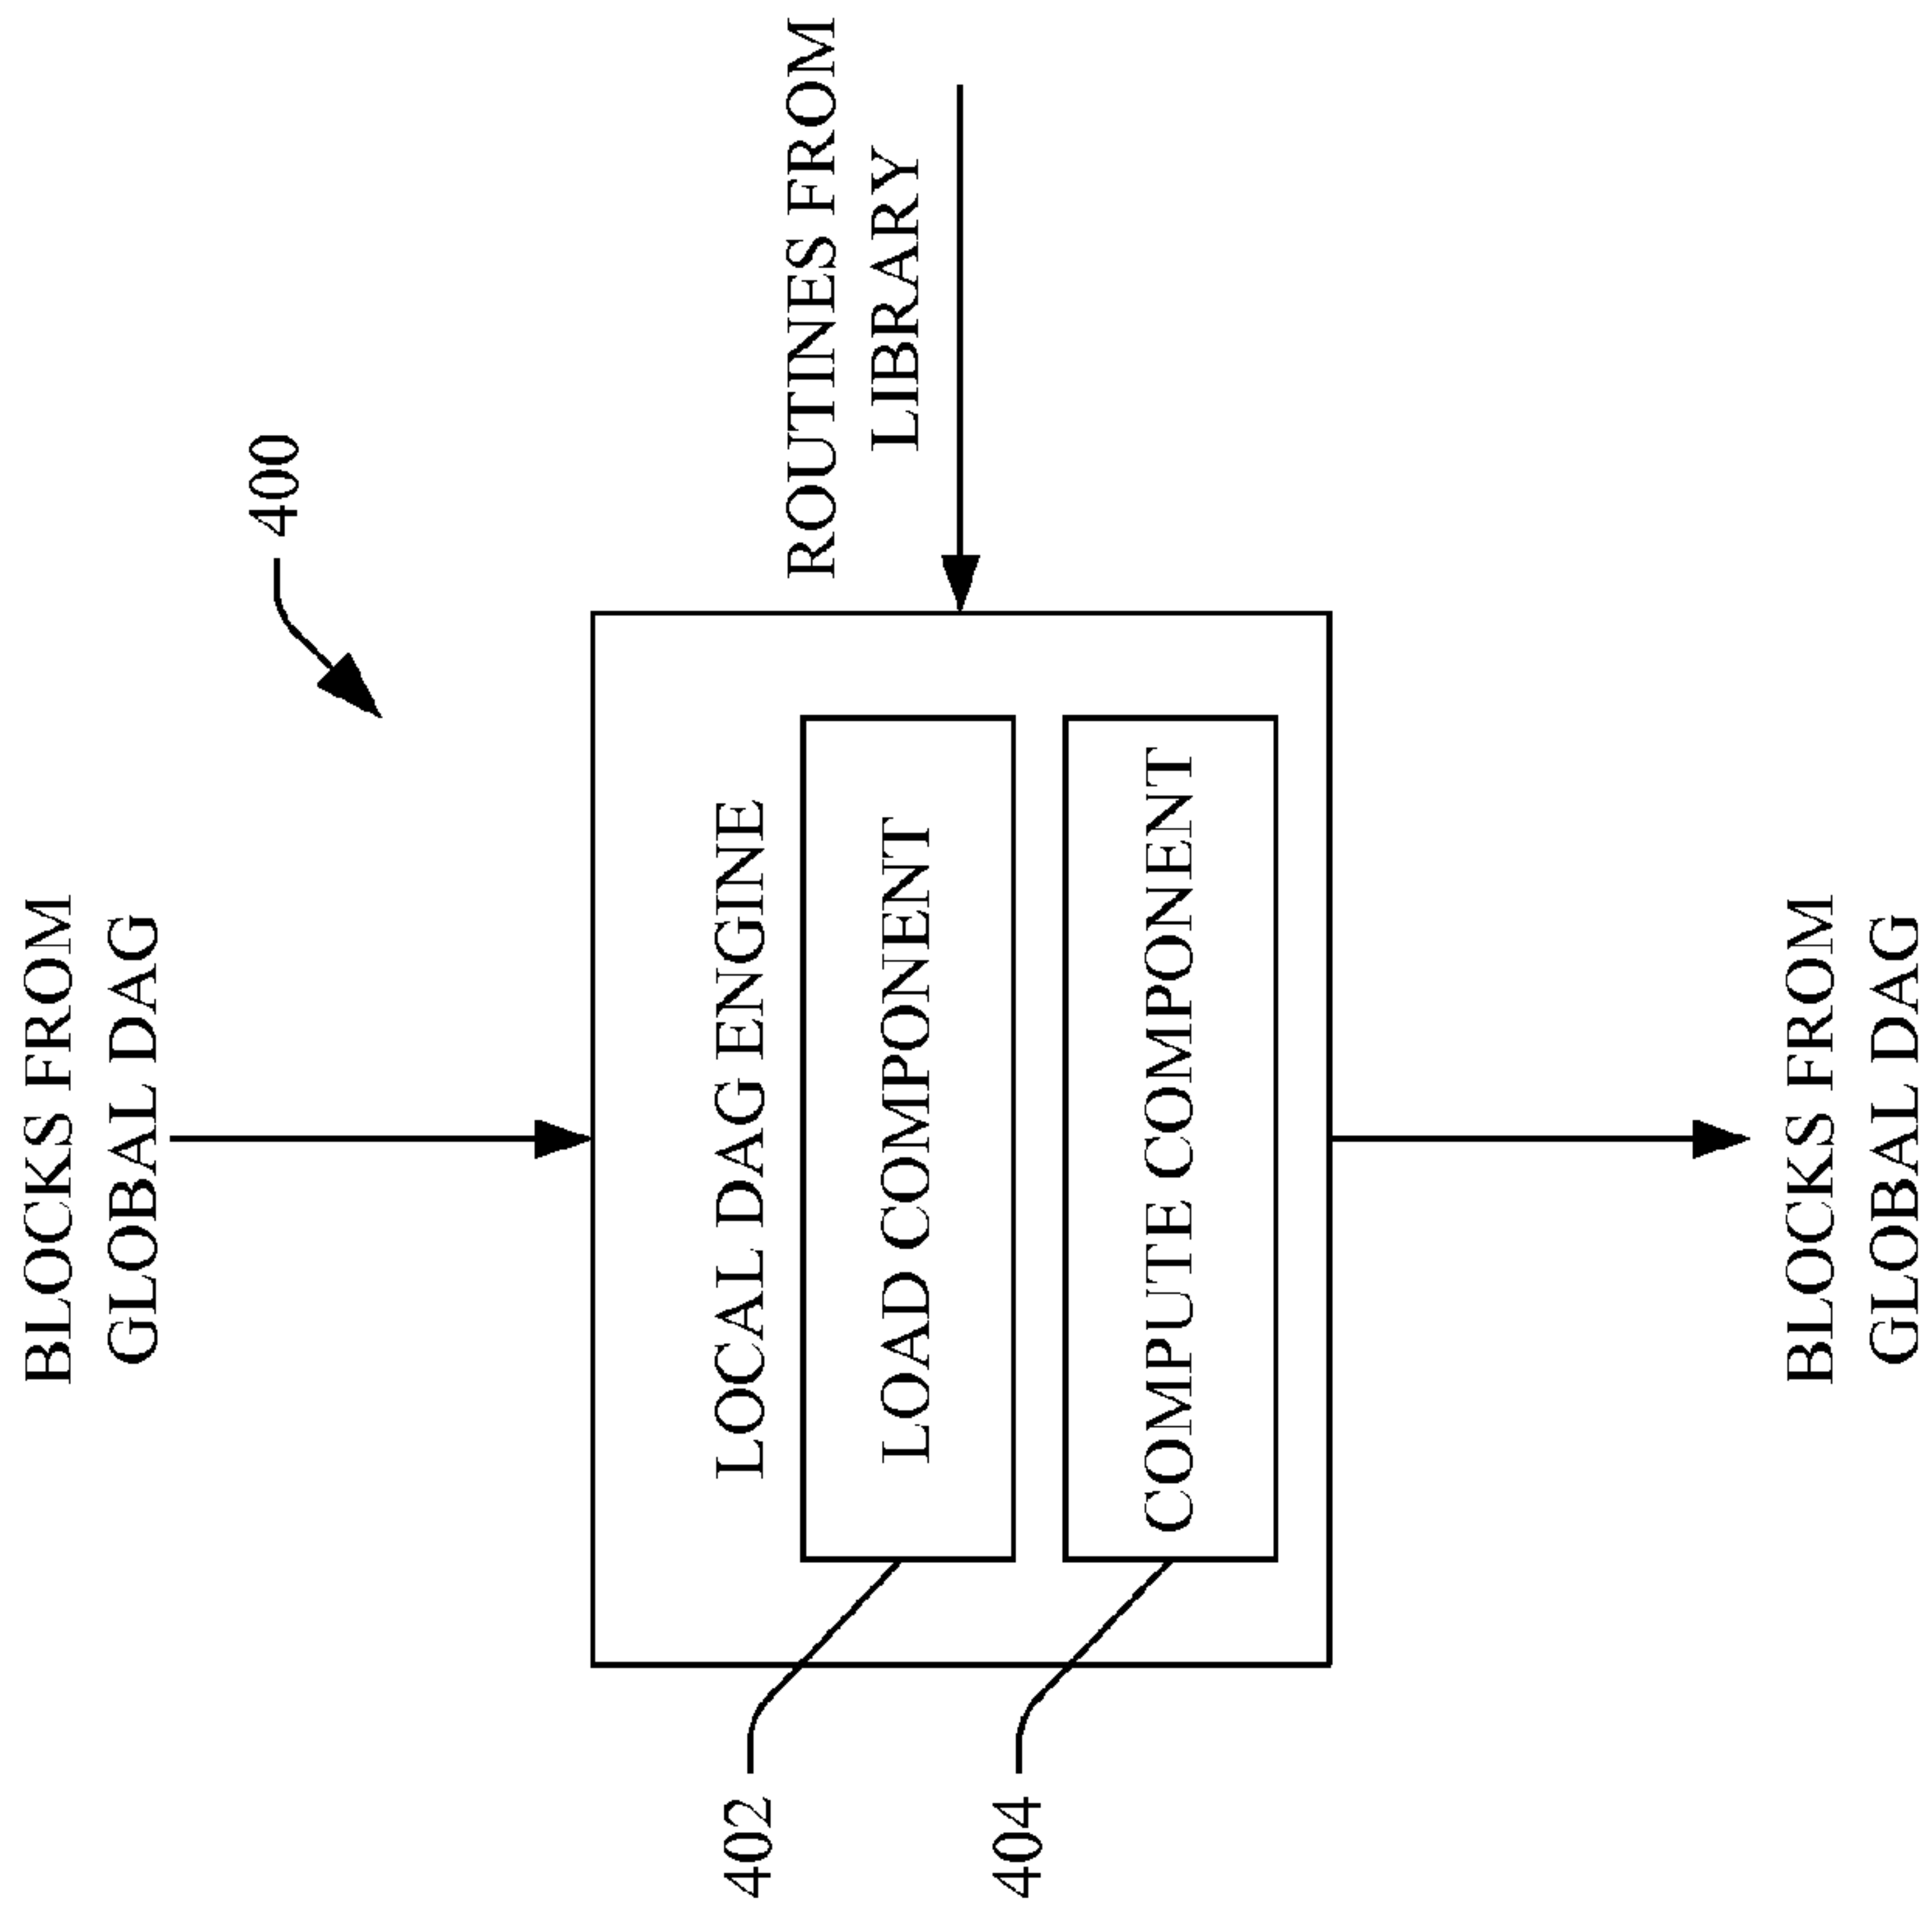 400
ROUTINES FROM
LIBRARY
BLOCKS FROM
GLOBAL DAG
LOCAL DAG ENGINE
LOAD COMPONENT
COMPUTE COMPONENT
BLOCKS FROM
GLOBAL DAG
402
404